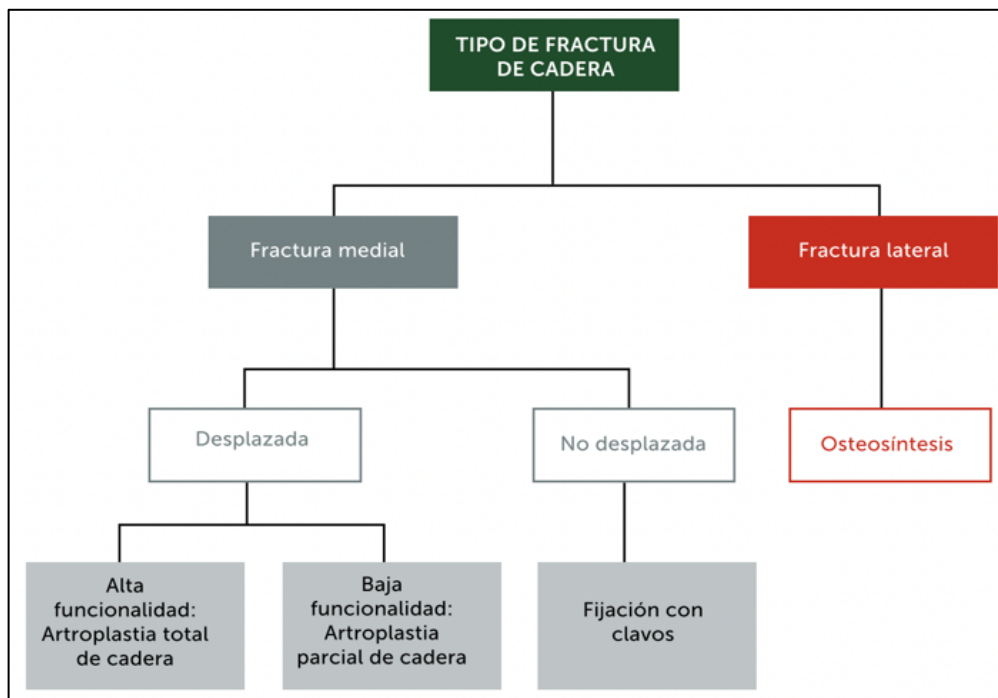 TIPO DE FRACTURA
DE CADERA
Fractura medial
Fractura lateral
Desplazada
No desplazada
Osteosíntesis
Alta
funcionalidad:
Artroplastia total
de cadera
Baja
funcionalidad:
Artroplastia
parcial de cadera
Fijación con
clavos